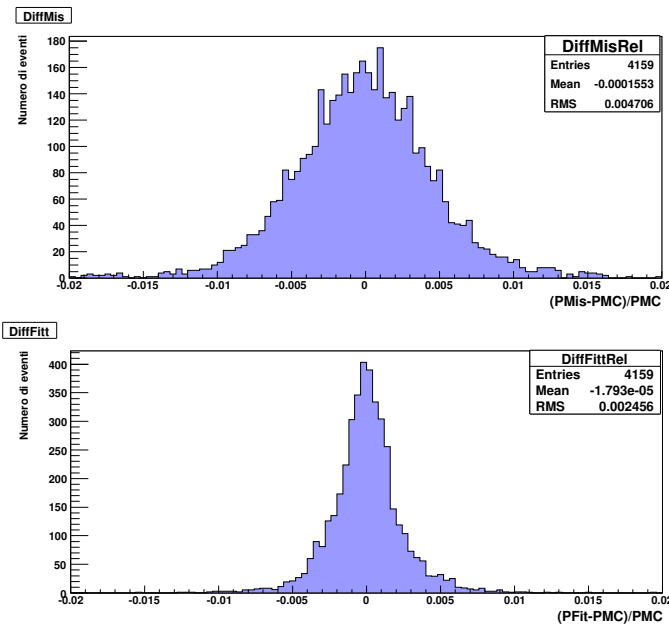 DiffMis
Numero di eventi
180
160
140
120
100
80
60
40
20
0
-0.02 -0.015 -0.01 -0.005 0 0.005 0.01 0.015 0.02
(PMis-PMC)/PMC
DiffMisRel
Entries 4159
Mean -0.0001553
RMS 0.004706
DiffFitt
Numero di eventi
400
350
300
250
200
150
100
50
0
-0.02 -0.015 -0.01 -0.005 0 0.005 0.01 0.015 0.02
(PFit-PMC)/PMC
DiffFittRel
Entries 4159
Mean -1.793e-05
RMS 0.002456